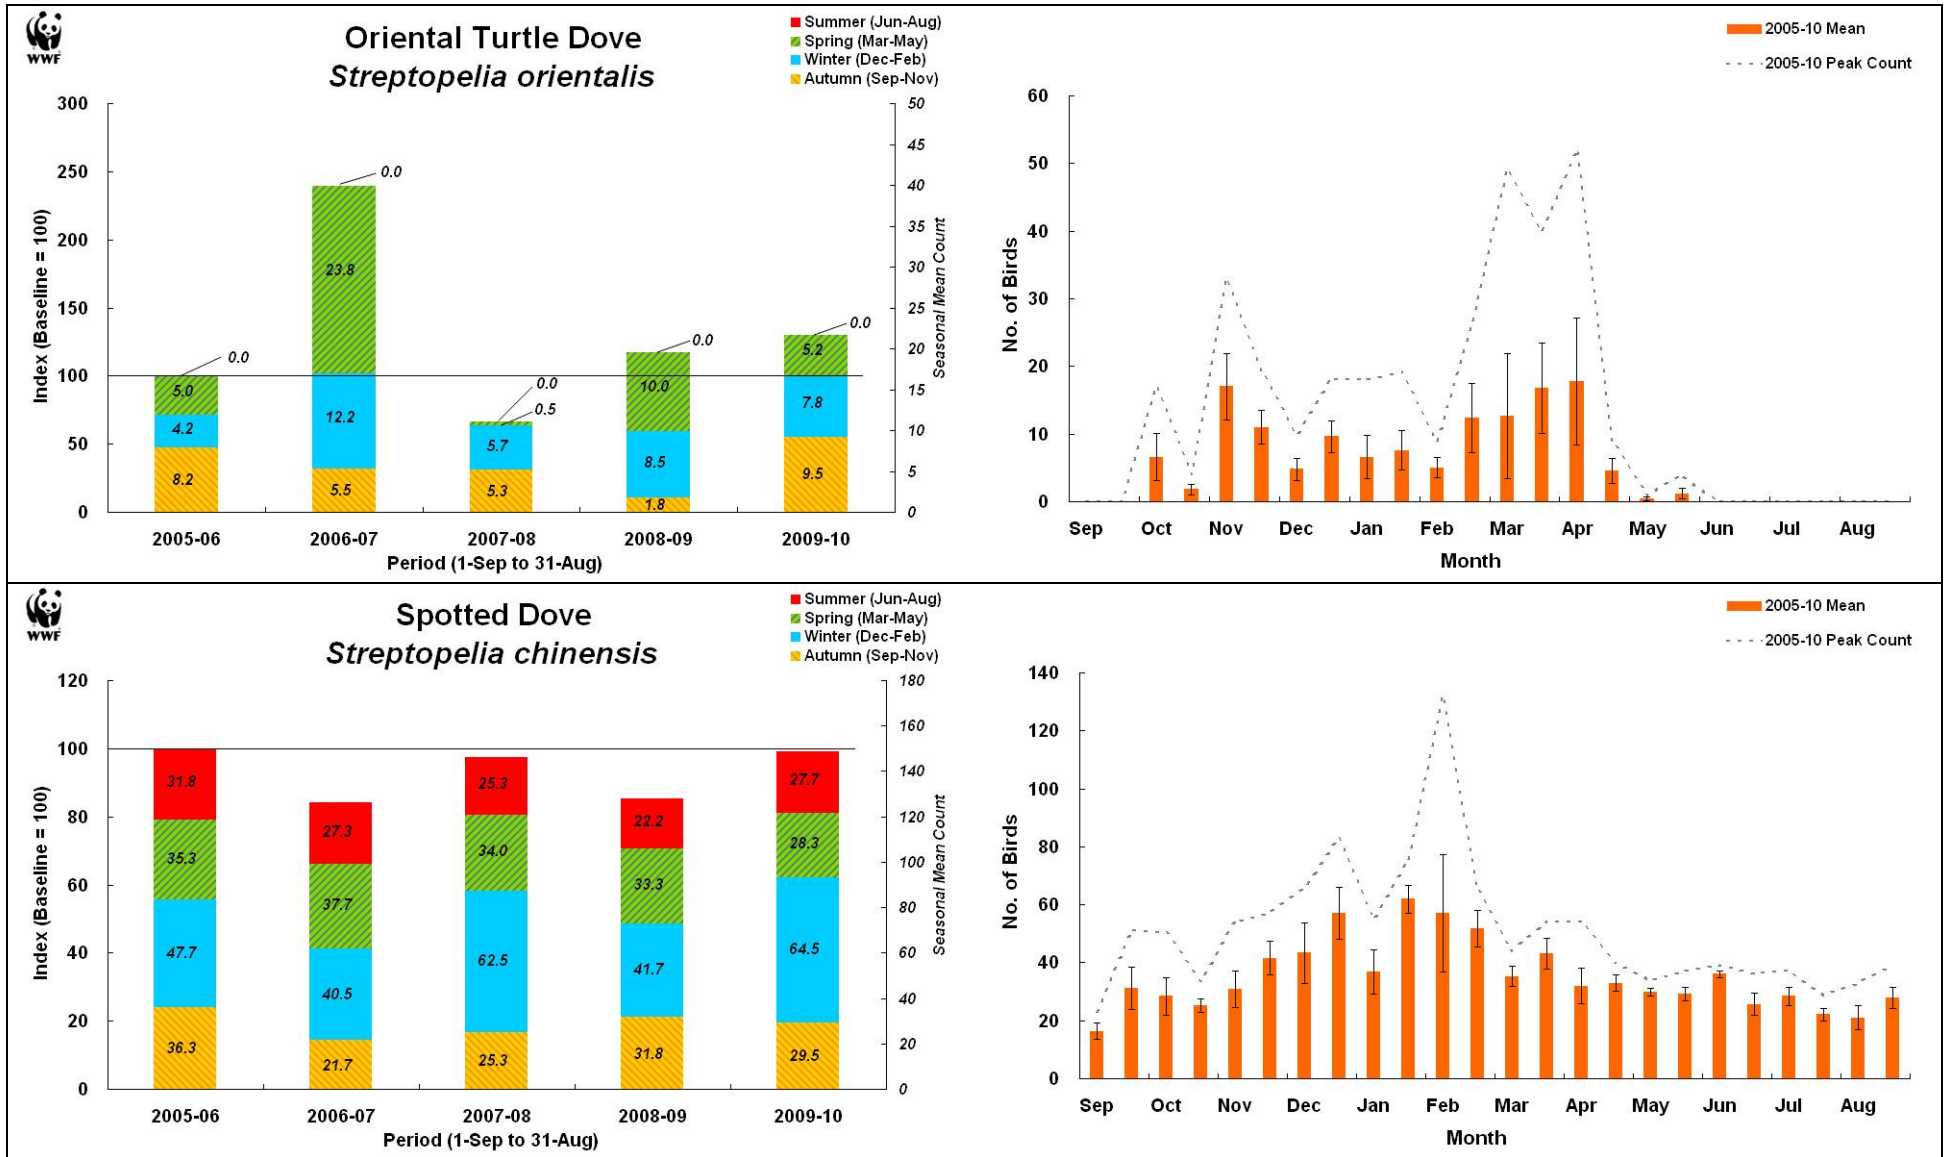 WWF
Oriental Turtle Dove
Streptopelia orientalis
Summer (Jun-Aug)
Spring (Mar-May)
Winter (Dec-Feb)
Autumn (Sep-Nov)
Index (Baseline = 100)
300
250
200
150
100
50
0
50
45
40
35
30
25
20
15
10
5
0
Seasonal Mean Count
0.0
5.0
4.2
8.2
0.0
23.8
12.2
5.5
0.0
0.5
5.7
5.3
0.0
10.0
8.5
1.8
0.0
5.2
7.8
9.5
2005-06 2006-07 2007-08 2008-09 2009-10
Period (1-Sep to 31-Aug)
2005-10 Mean
2005-10 Peak Count
No. of Birds
60
50
40
30
20
10
0
Sep Oct Nov Dec Jan Feb Mar Apr May Jun Jul Aug
Month
WWF
Spotted Dove
Streptopelia chinensis
Summer (Jun-Aug)
Spring (Mar-May)
Winter (Dec-Feb)
Autumn (Sep-Nov)
Index (Baseline = 100)
120
100
80
60
40
20
0
180
160
140
120
100
80
60
40
20
0
Seasonal Mean Count
31.8
35.3
47.7
36.3
27.3
37.7
40.5
21.7
25.3
34.0
62.5
25.3
22.2
33.3
41.7
31.8
27.7
28.3
64.5
29.5
2005-06 2006-07 2007-08 2008-09 2009-10
Period (1-Sep to 31-Aug)
2005-10 Mean
2005-10 Peak Count
No. of Birds
140
120
100
80
60
40
20
0
Sep Oct Nov Dec Jan Feb Mar Apr May Jun Jul Aug
Month